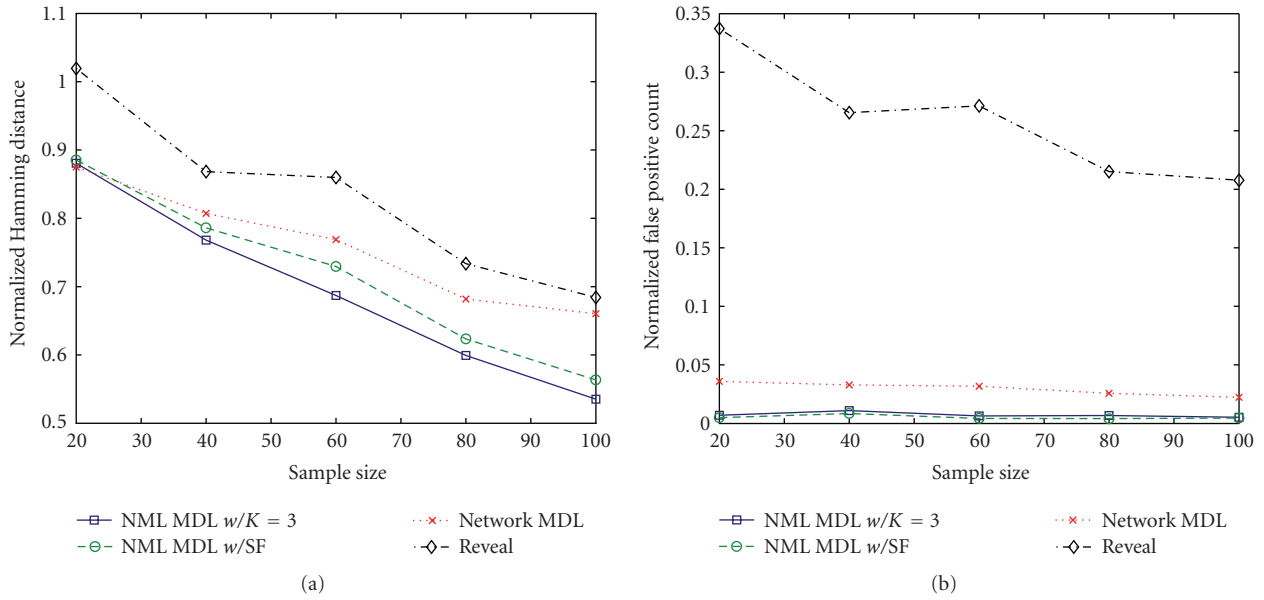 1.1
1
0.9
0.8
0.7
0.6
0.5
Normalized Hamming distance
20 30 40 50 60 70 80 90 100
Sample size
NML MDL w/K = 3
NML MDL w/SF
Network MDL
Reveal
(a)
0.35
0.3
0.25
0.2
0.15
0.1
0.05
0
Normalized false positive count
20 30 40 50 60 70 80 90 100
Sample size
NML MDL w/K = 3
NML MDL w/SF
Network MDL
Reveal
(b)